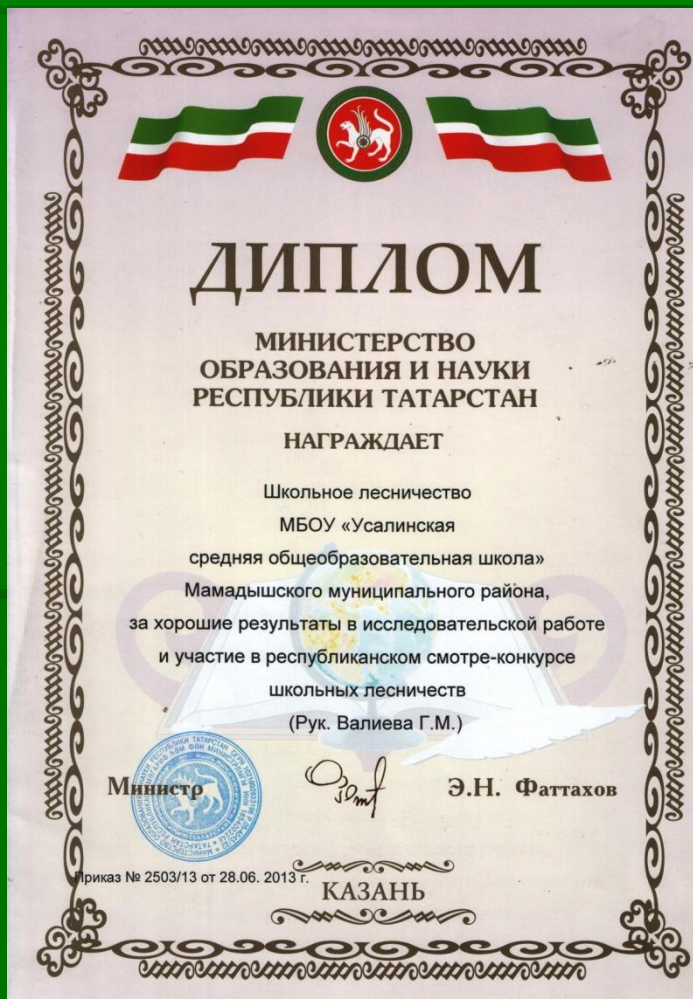 ДИПЛОМ
МИНИСТЕРСТВО
ОБРАЗОВАНИЯ И НАУКИ
РЕСПУБЛИКИ ТАТАРСТАН
НАГРАЖДАЕТ
Школьное лесничество
МБОУ «Усалинская
средняя общеобразовательная школа»
Мамадышского муниципального района,
за хорошие результаты в исследовательской работе
и участие в республиканском смотре-конкурсе
школьных лесничеств
(Рук. Валиева Г.М.)
Министр Э.Н. Фаттахов
Приказ № 2503/13 от 28.06. 2013 г.
КАЗАНЬ